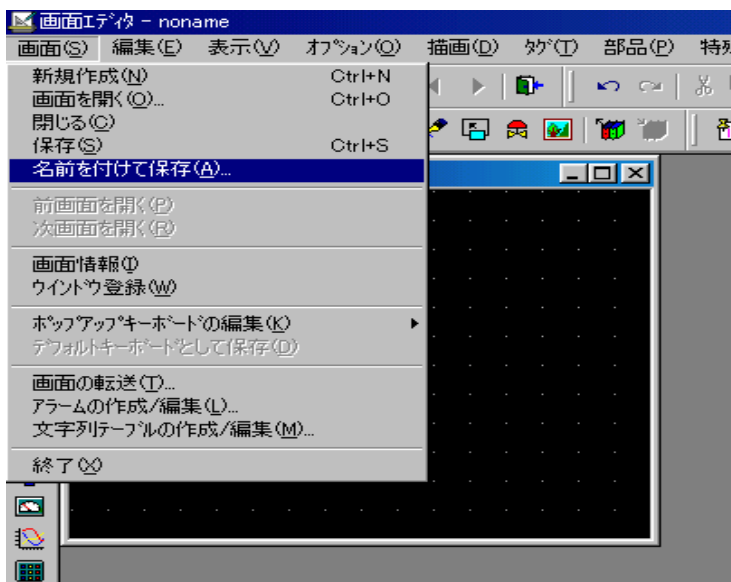 画面ｴﾃﾞｨﾀ - noname
画面(S) 編集(E) 表示(V) ｵﾌﾟｼｮﾝ(O) 描画(D) ﾀｸﾞ(T) 部品(P)
新規作成(N) Ctrl+N
画面を開く(O)... Ctrl+O
閉じる(C)
保存(S) Ctrl+S
名前を付けて保存(A)...
前画面を開く(P)
次画面を開く(R)
画面情報(I)
ｳｲﾝﾄﾞｳ登録(W)
ﾎﾟｯﾌﾟｱｯﾌﾟｷｰﾎﾞｰﾄﾞの編集(K)
ﾃﾞﾌｫﾙﾄｷｰﾎﾞｰﾄﾞとして保存(D)
画面の転送(T)...
ｱﾗｰﾑの作成/編集(L)...
文字列ﾃｰﾌﾞﾙの作成/編集(M)...
終了(X)